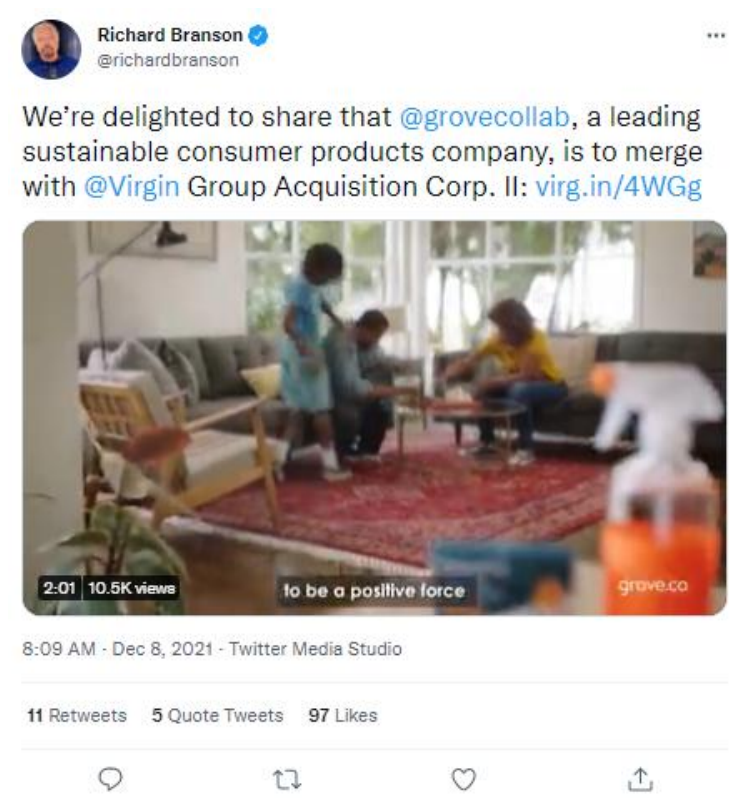 Richard Branson
@richardbranson
We're delighted to share that @grovecollab, a leading
sustainable consumer products company, is to merge
with @Virgin Group Acquisition Corp. II: virg.in/4WGg
2:01 10.5K views
to be a positive force
grove.co
8:09 AM · Dec 8, 2021 · Twitter Media Studio
11 Retweets 5 Quote Tweets 97 Likes